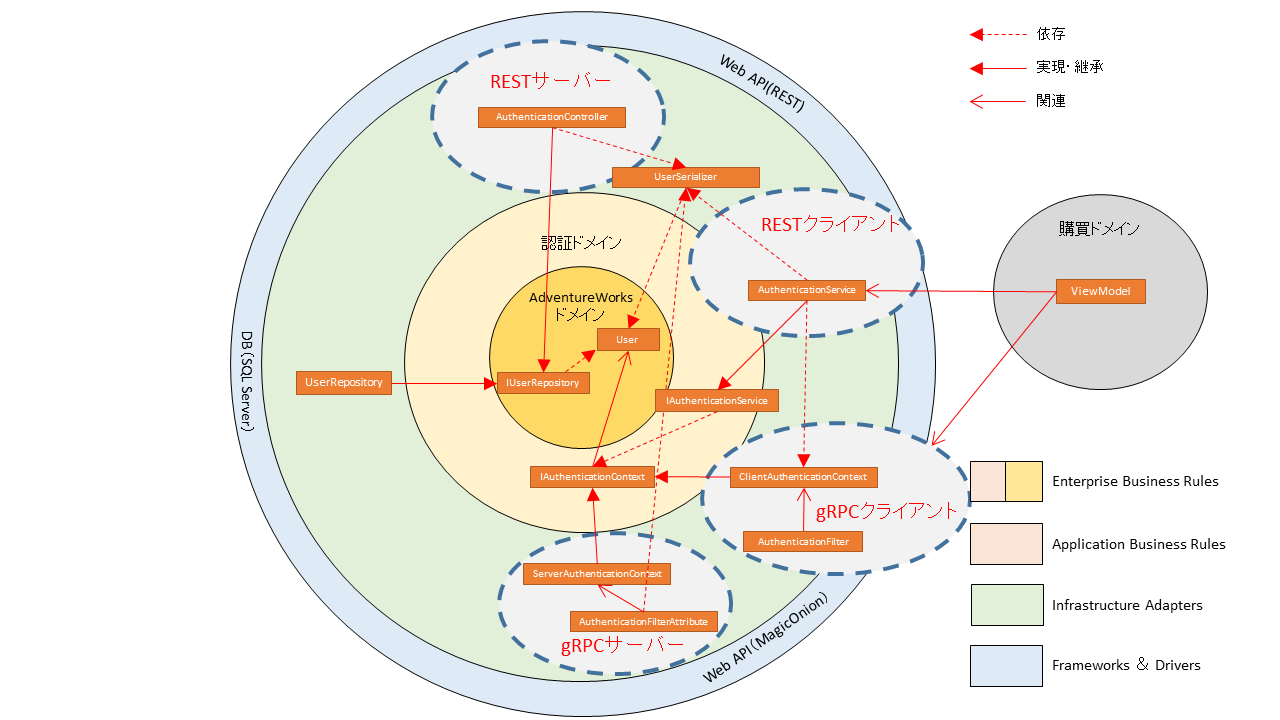 依存
実現・継承
関連
Web API(REST)
RESTサーバー
AuthenticationController
UserSerializer
RESTクライアント
購買ドメイン
認証ドメイン
AuthenticationService
ViewModel
AdventureWorks
ドメイン
User
DB（SQL Server）
UserRepository
IUserRepository
IAuthenticationService
IAuthenticationContext
ClientAuthenticationContext
gRPCクライアント
AuthenticationFilter
ServerAuthenticationContext
AuthenticationFilterAttribute
gRPCサーバー
Web API（MagicOnion）
Enterprise Business Rules
Application Business Rules
Infrastructure Adapters
Frameworks ＆ Drivers